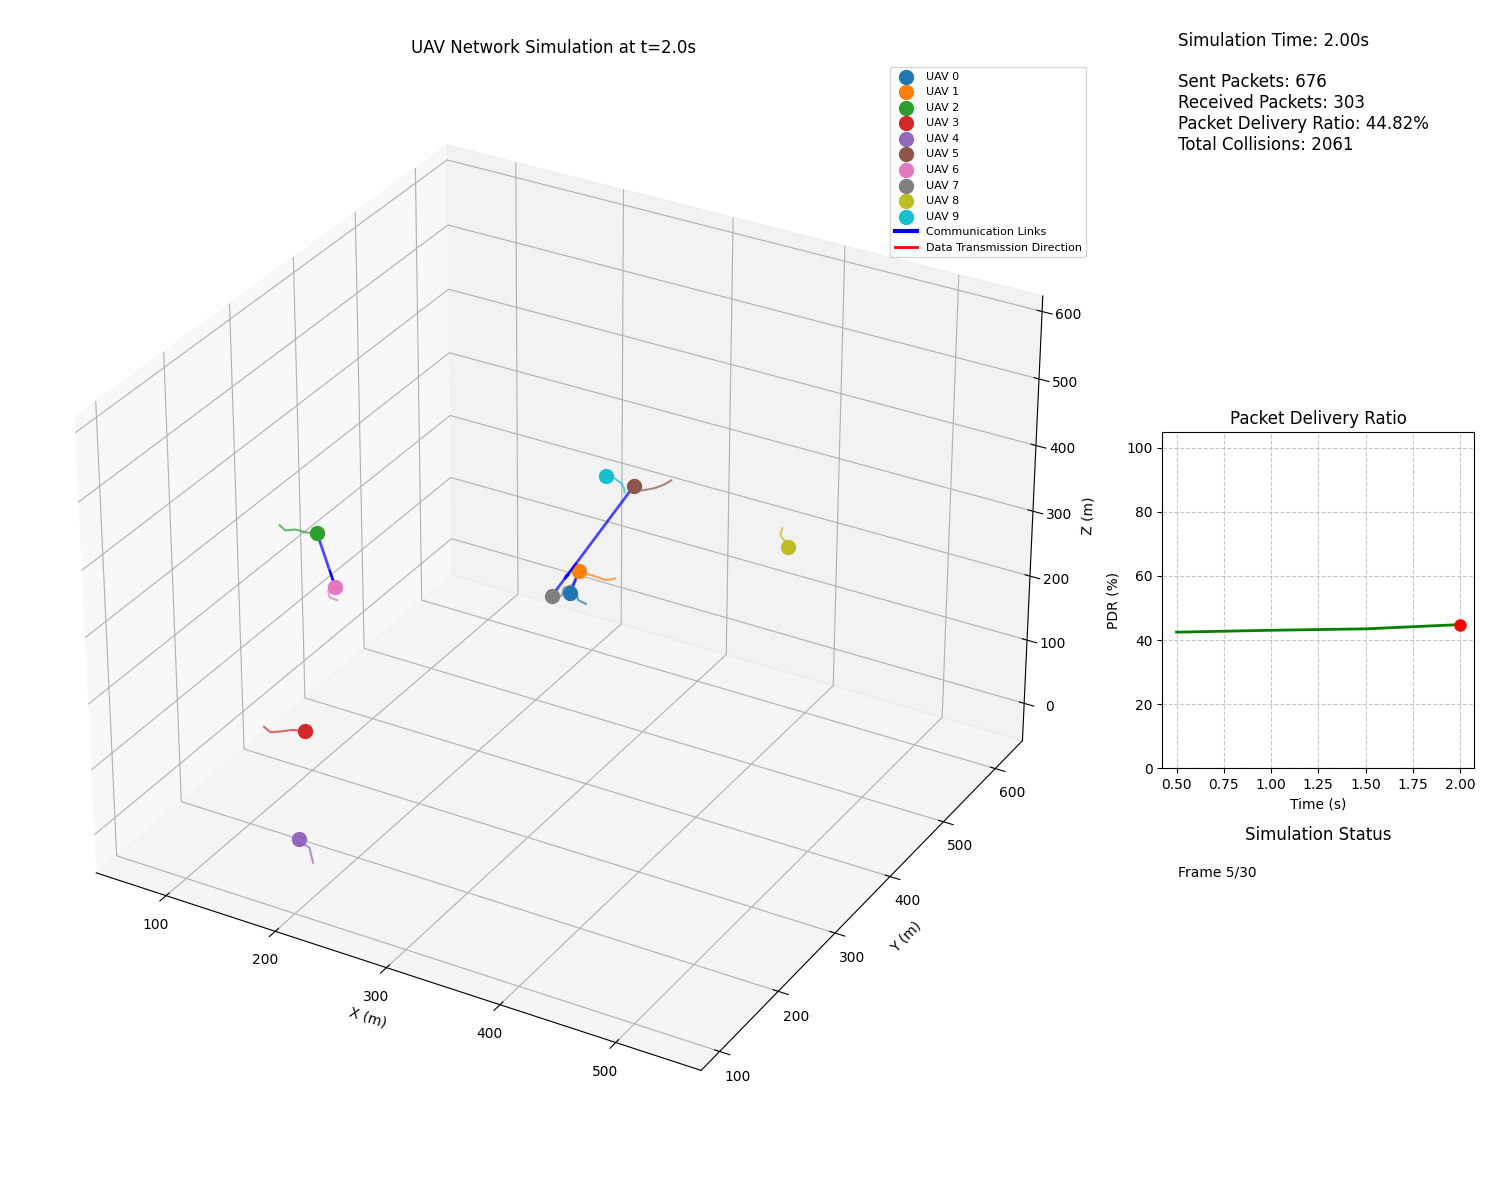 UAV Network Simulation at t=2.0s
UAV 0
UAV 1
UAV 2
UAV 3
UAV 4
UAV 5
UAV 6
UAV 7
UAV 8
UAV 9
Communication Links
Data Transmission Direction
600
500
400
300
200
100
0
Z (m)
600
500
400
300
200
100
Y (m)
100
200
300
400
500
X (m)
Simulation Time: 2.00s
Sent Packets: 676
Received Packets: 303
Packet Delivery Ratio: 44.82%
Total Collisions: 2061
Packet Delivery Ratio
100
80
60
40
20
0
PDR (%)
0.50 0.75 1.00 1.25 1.50 1.75 2.00
Time (s)
Simulation Status
Frame 5/30